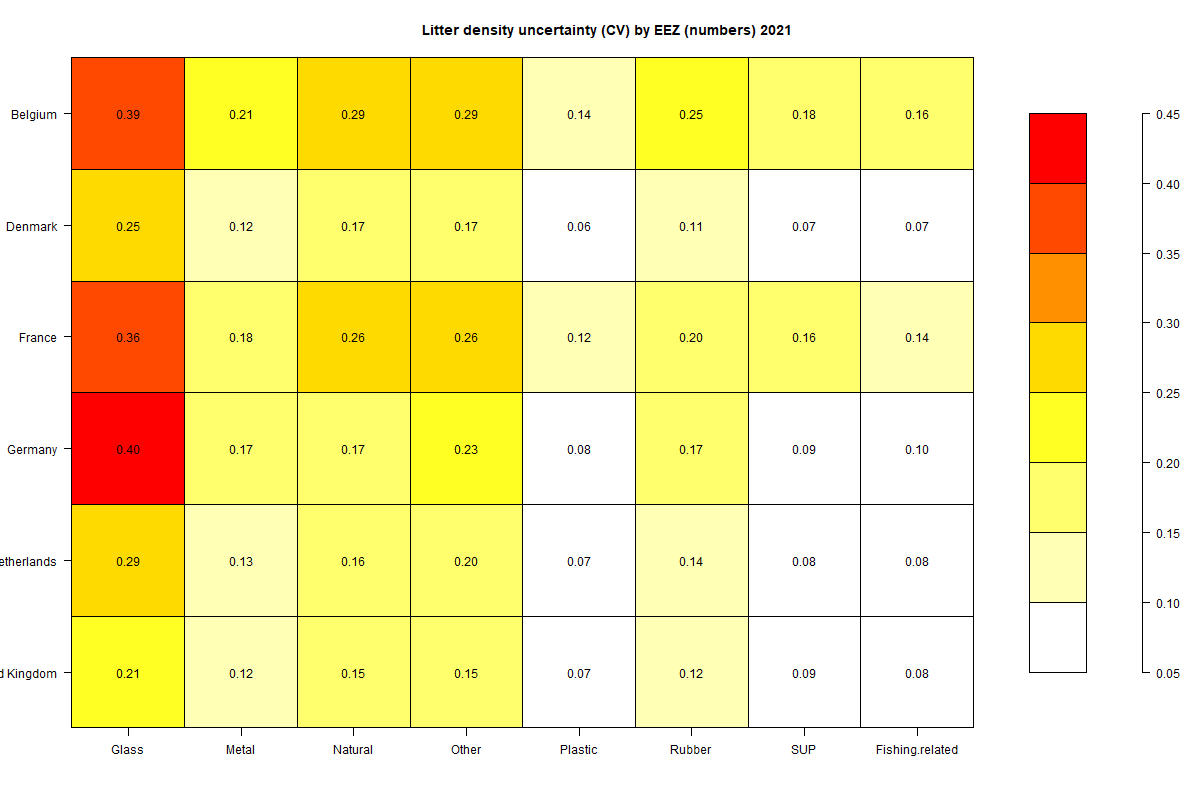 Litter density uncertainty (CV) by EEZ (numbers) 2021
Belgium 0.39 0.21 0.29 0.29 0.14 0.25 0.18 0.16
Denmark 0.25 0.12 0.17 0.17 0.06 0.11 0.07 0.07
France 0.36 0.18 0.26 0.26 0.12 0.20 0.16 0.14
Germany 0.40 0.17 0.17 0.23 0.08 0.17 0.09 0.10
etherlands 0.29 0.13 0.16 0.20 0.07 0.14 0.08 0.08
d Kingdom 0.21 0.12 0.15 0.15 0.07 0.12 0.09 0.08
Glass Metal Natural Other Plastic Rubber SUP Fishing.related
0.45
0.40
0.35
0.30
0.25
0.20
0.15
0.10
0.05